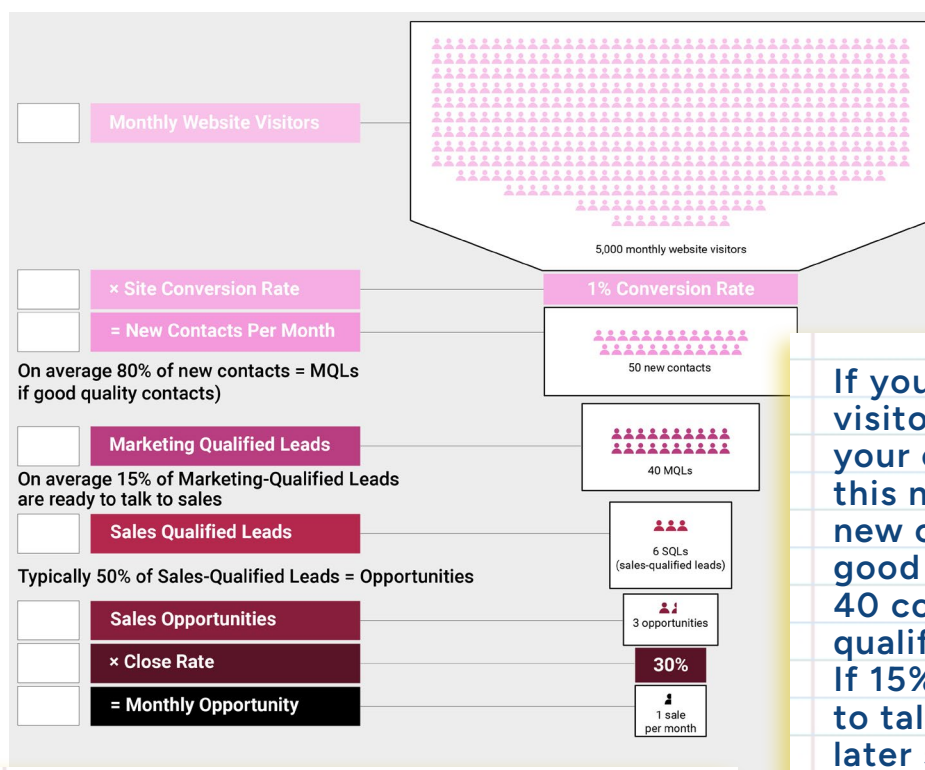 Monthly Website Visitors
5,000 monthly website visitors
× Site Conversion Rate
1% Conversion Rate
= New Contacts Per Month
50 new contacts
On average 80% of new contacts = MQLs
if good quality contacts)
Marketing Qualified Leads
40 MQLs
On average 15% of Marketing-Qualified Leads
are ready to talk to sales
Sales Qualified Leads
6 SQLs
(sales-qualified leads)
Typically 50% of Sales-Qualified Leads = Opportunities
Sales Opportunities
3 opportunities
× Close Rate
30%
= Monthly Opportunity
1 sale
per month
If you
visito
your
this
new
good
40 co
qualif
If 15%
to tal
later